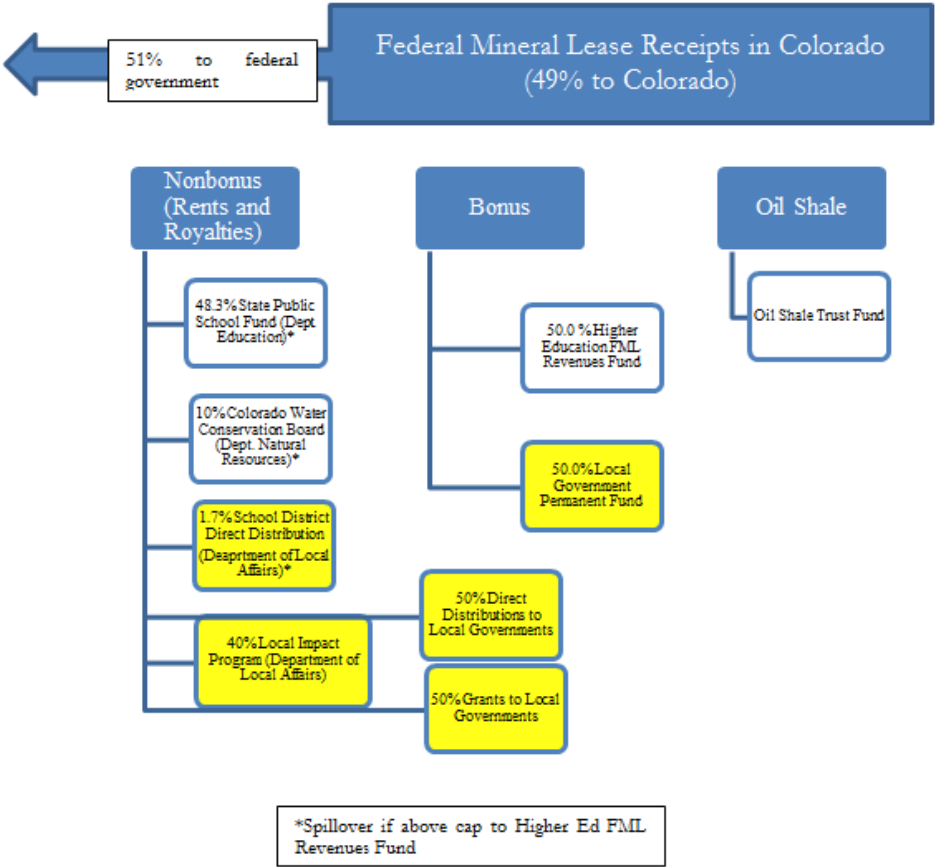 51% to federal
government
Federal Mineral Lease Receipts in Colorado
(49% to Colorado)
Nonbonus
(Rents and
Royalties)
48.3% State Public
School Fund (Dept
Education)*
10% Colorado Water
Conservation Board
(Dept. Natural
Resources)*
1.7% School District
Direct Distribution
(Deaprtment of Local
Affairs)*
40% Local Impact
Program (Department of
Local Affairs)
50% Direct
Distributions to
Local Governments
50% Grants to Local
Governments
Bonus
50.0 % Higher
Education FML
Revenues Fund
50.0% Local
Government
Permanent Fund
Oil Shale
Oil Shale Trust Fund
*Spillover if above cap to Higher Ed FML
Revenues Fund